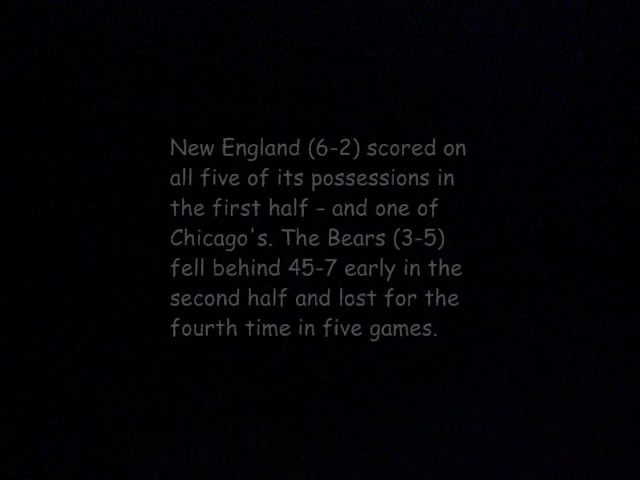 New England (6-2) scored on
all five of its possessions in
the first half - and one of
Chicago's. The Bears (3-5)
fell behind 45-7 early in the
second half and lost for the
fourth time in five games.